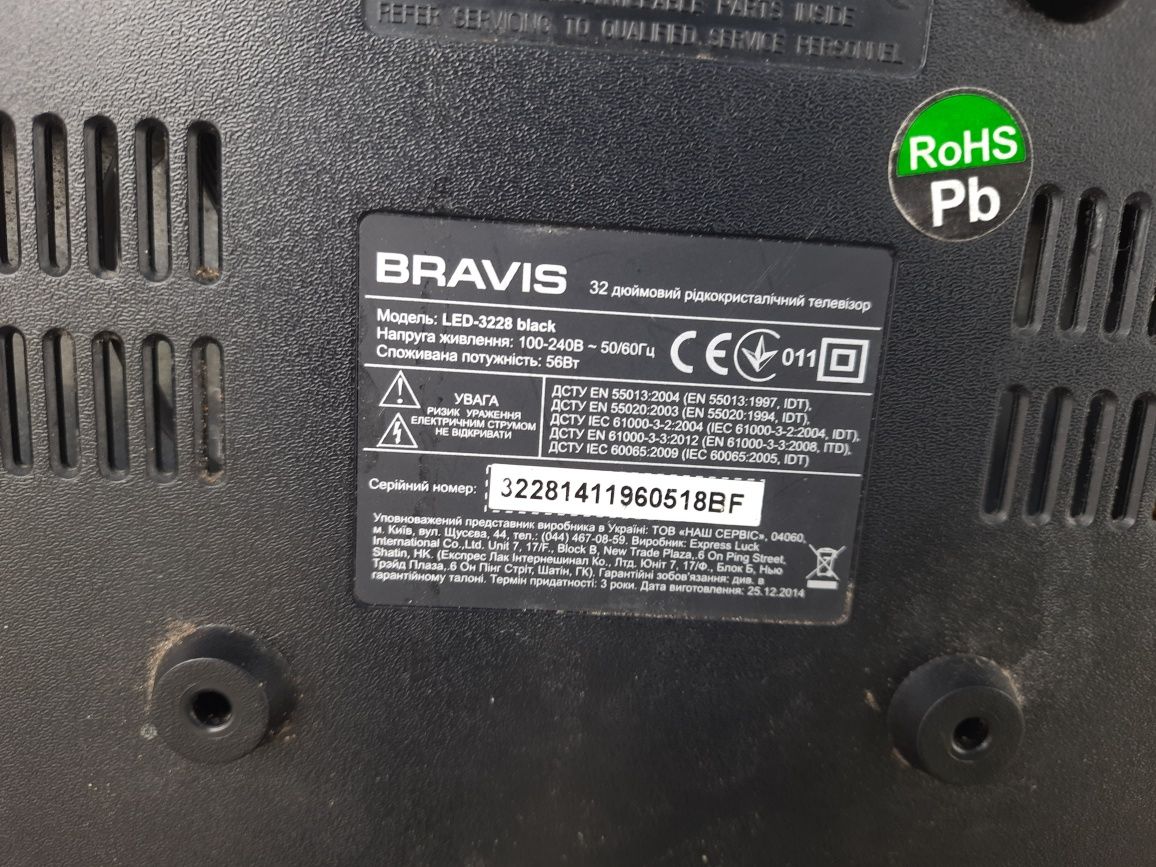 PARTS INSIDE
REFER SERVICING TO QUALIFIED SERVICE PERSONNEL
RoHS
Pb
BRAVIS
32 дюймовий рідкокристалічний телевізор
Модель: LED-3228 black
Напруга живлення: 100-240В ~ 50/60Гц
Споживана потужність: 56Вт
CE
011
УВАГА
РИЗИК УРАЖЕННЯ
ЕЛЕКТРИЧНИМ СТРУМОМ
НЕ ВІДКРИВАТИ
ДСТУ EN 55013:2004 (EN 55013:1997, IDT),
ДСТУ EN 55020:2003 (EN 55020:1994, IDT),
ДСТУ IEC 61000-3-2:2004 (IEC 61000-3-2:2004, IDT),
ДСТУ EN 61000-3-3:2012 (EN 61000-3-3:2008, ITD),
ДСТУ IEC 60065:2009 (IEC 60065:2005, IDT)
Серійний номер:
32281411960518BF
Уповноважений представник виробника в Україні: ТОВ «НАШ СЕРВІС», 04060,
м. Київ, вул. Щусєва, 44, тел.: (044) 467-08-59. Виробник: Express Luck
International Co.,Ltd. Unit 7, 17/F., Block B, New Trade Plaza,.6 On Ping Street,
Shatin, HK. (Експрес Лак Інтернешинал Ко., Лтд. Юніт 7, 17/Ф., Блок Б, Нью
Трэйд Плаза,.6 Он Пінг Стріт, Шатін, ГК). Гарантійні зобов'язання: див. в
гарантійному талоні. Термін придатності: 3 роки. Дата виготовлення: 25.12.2014